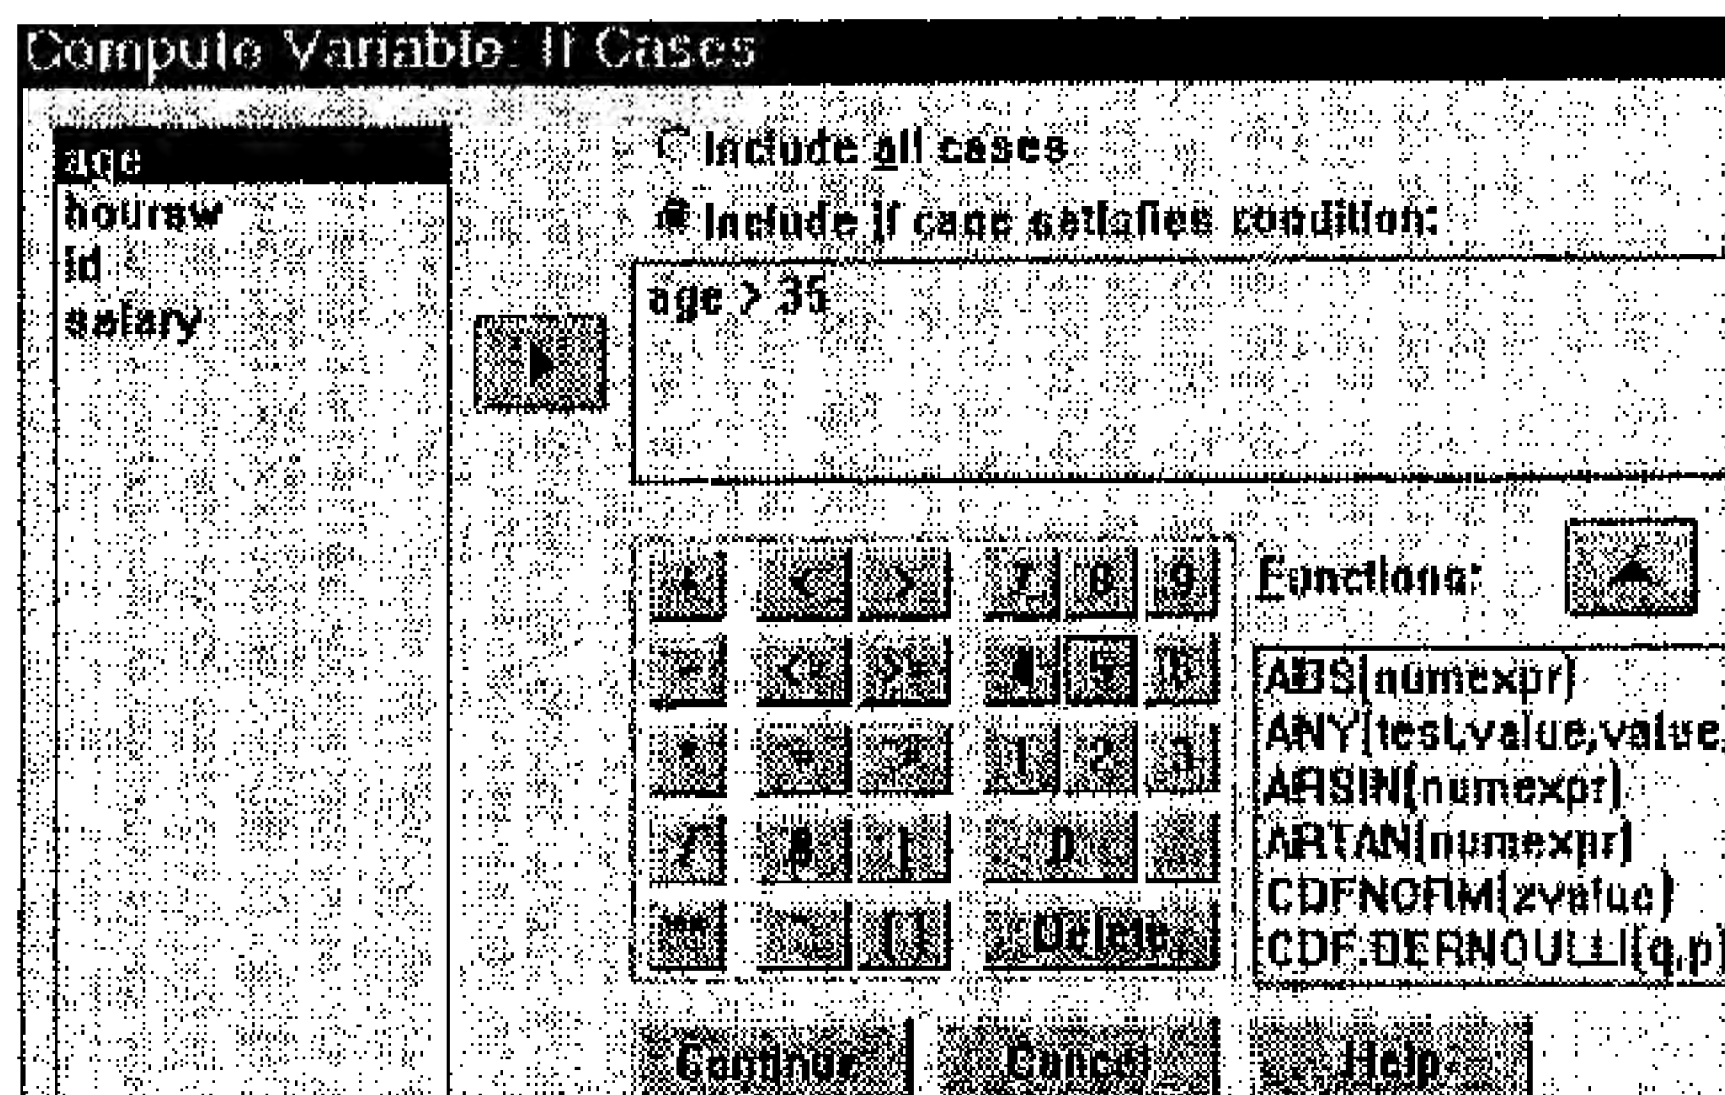 Compute Variable: If Cases
age
hoursw
id
salary
Include all cases
Include if case satisfies condition:
age > 35
+ < > 7 8 9
- <= >= 4 5 6
* = ~= 1 2 3
/ & | 0 .
** ~ ( ) Delete
Functions:
ABS(numexpr)
ANY(test,value,value,
ARSIN(numexpr)
ARTAN(numexpr)
CDFNORM(zvalue)
CDF.BERNOULLI(q,p)
Continue Cancel Help